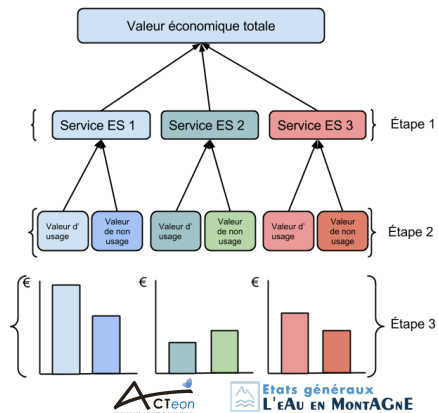 Valeur économique totale
Service ES 1
Service ES 2
Service ES 3
Étape 1
Valeur d'
usage
Valeur
de non
usage
Valeur d'
usage
Valeur
de non
usage
Valeur d'
usage
Valeur
de non
usage
Étape 2
€
€
€
Étape 3
ACTeon
Etats généraux
L'EAu EN MontAGnE